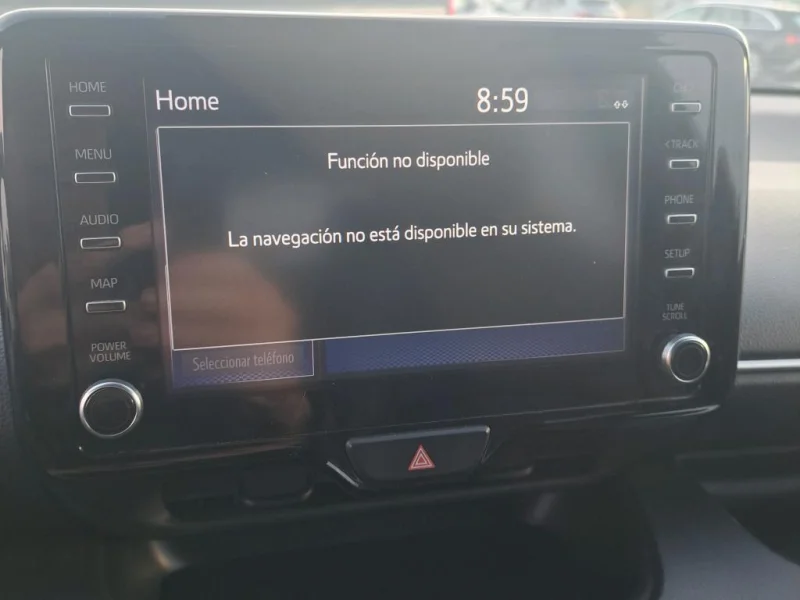 HOME
Home
8:59
MENU
Función no disponible
< TRACK
AUDIO
La navegación no está disponible en su sistema.
PHONE
MAP
SETUP
POWER
VOLUME
Seleccionar teléfono
TUNE
SCROLL